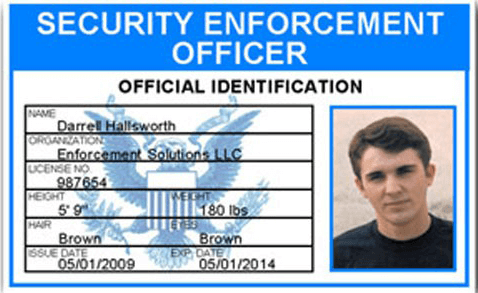 SECURITY ENFORCEMENT
OFFICER
OFFICIAL IDENTIFICATION
NAME
Darrell Hallsworth
ORGANIZATION
Enforcement Solutions LLC
LICENSE NO.
987654
HEIGHT WEIGHT
5' 9" 180 lbs
HAIR EYES
Brown Brown
ISSUE DATE EXP. DATE
05/01/2009 05/01/2014